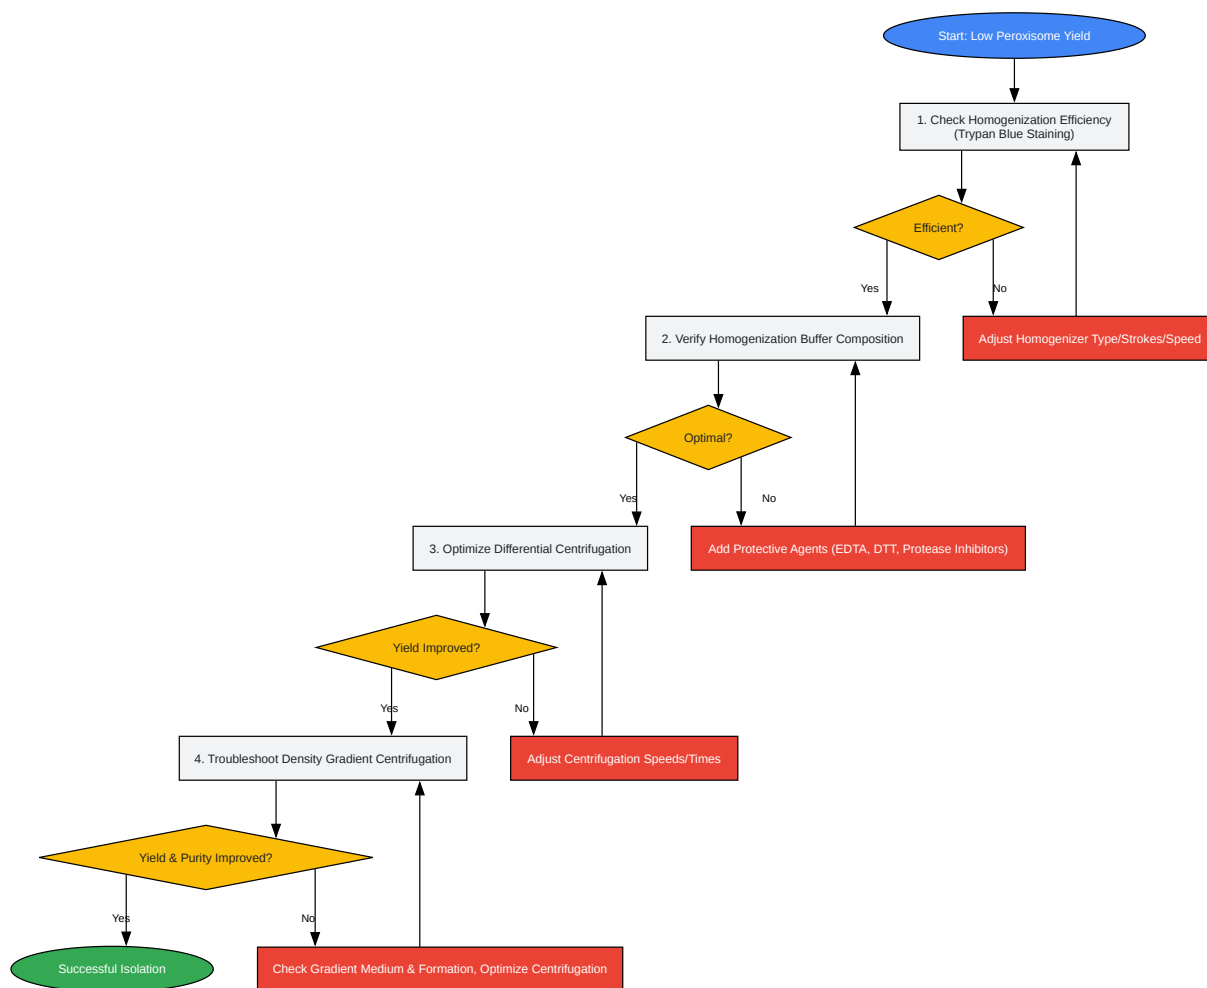 Start: Low Peroxisome Yield
1. Check Homogenization Efficiency
(Trypan Blue Staining)
Efficient?
Yes
No
2. Verify Homogenization Buffer Composition
Adjust Homogenizer Type/Strokes/Speed
Optimal?
Yes
No
3. Optimize Differential Centrifugation
Add Protective Agents (EDTA, DTT, Protease Inhibitors)
Yield Improved?
Yes
No
4. Troubleshoot Density Gradient Centrifugation
Adjust Centrifugation Speeds/Times
Yield & Purity Improved?
Yes
No
Successful Isolation
Check Gradient Medium & Formation, Optimize Centrifugation